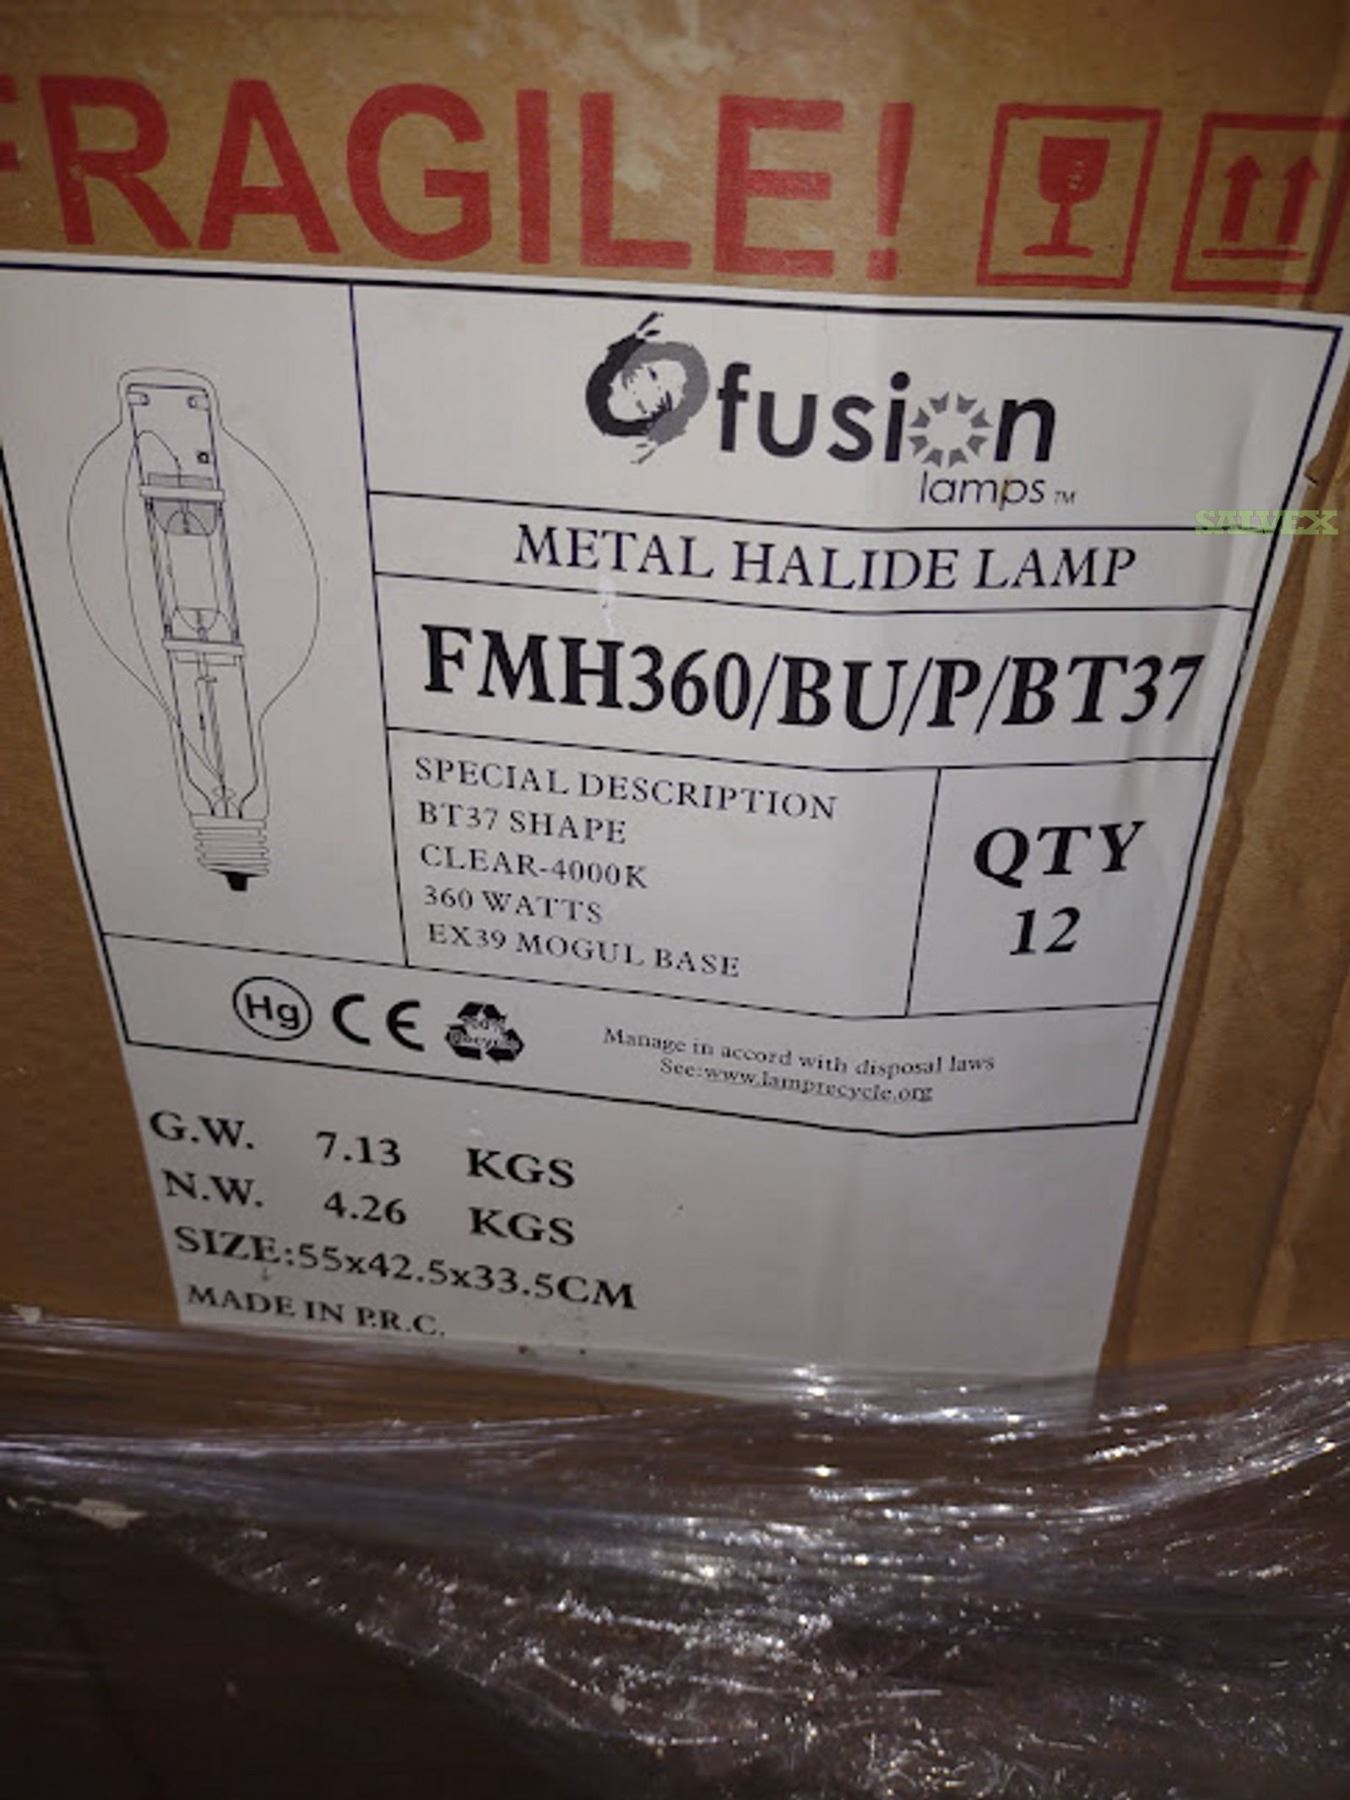 FRAGILE!
fusion
lamps™
SALVEX
METAL HALIDE LAMP
FMH360/BU/P/BT37
SPECIAL DESCRIPTION
BT37 SHAPE
CLEAR-4000K
360 WATTS
EX39 MOGUL BASE
QTY
12
Hg CE
Manage in accord with disposal laws
See:www.lamprecycle.org
G.W. 7.13 KGS
N.W. 4.26 KGS
SIZE:55x42.5x33.5CM
MADE IN P.R.C.